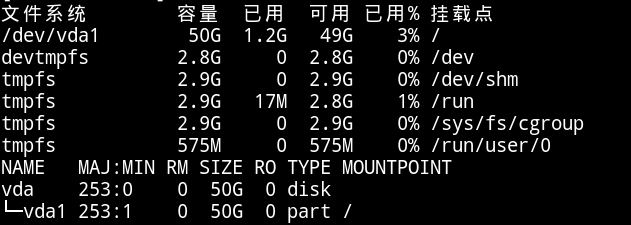 文件系统        容量  已用  可用 已用% 挂载点
/dev/vda1        50G  1.2G   49G    3% /
devtmpfs        2.8G     0  2.8G    0% /dev
tmpfs           2.9G     0  2.9G    0% /dev/shm
tmpfs           2.9G   17M  2.8G    1% /run
tmpfs           2.9G     0  2.9G    0% /sys/fs/cgroup
tmpfs           575M     0  575M    0% /run/user/0
NAME   MAJ:MIN RM SIZE RO TYPE MOUNTPOINT
vda    253:0    0  50G  0 disk
└─vda1 253:1    0  50G  0 part /